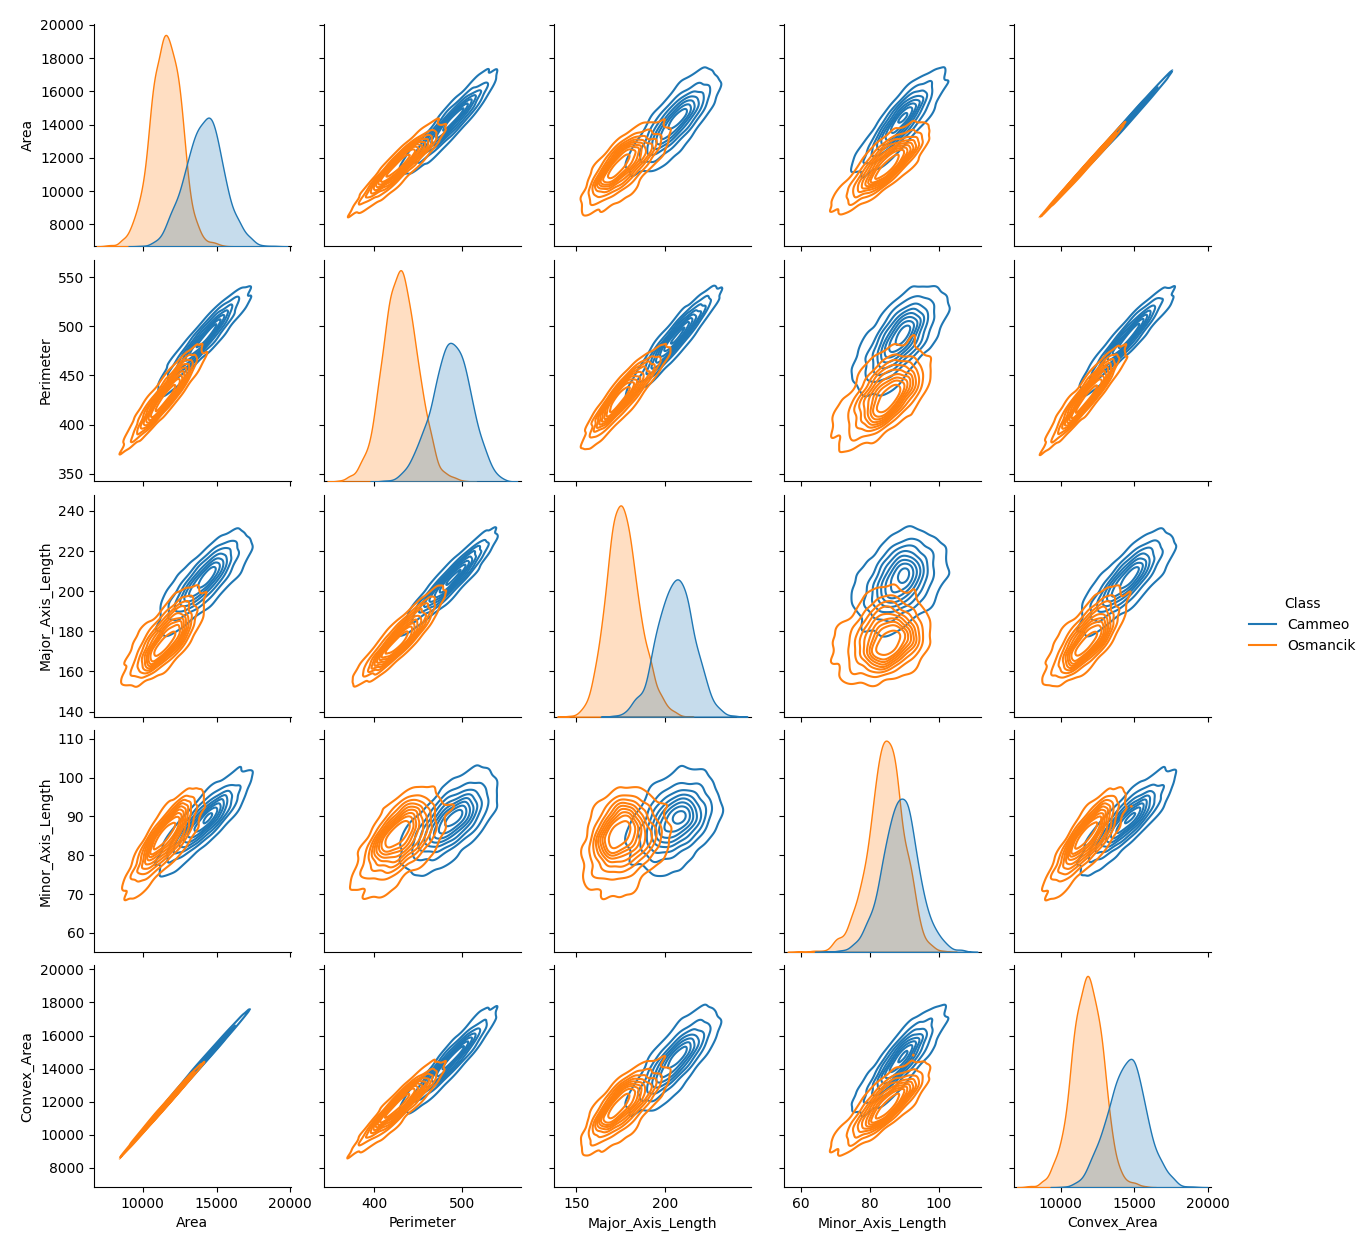 20000
18000
16000
14000
12000
10000
8000
Area
550
500
450
400
350
Perimeter
240
220
200
180
160
140
Major_Axis_Length
Class
Cammeo
Osmancik
110
100
90
80
70
60
Minor_Axis_Length
20000
18000
16000
14000
12000
10000
8000
Convex_Area
10000 15000 20000
Area
400 500
Perimeter
150 200
Major_Axis_Length
60 80 100
Minor_Axis_Length
10000 15000 20000
Convex_Area